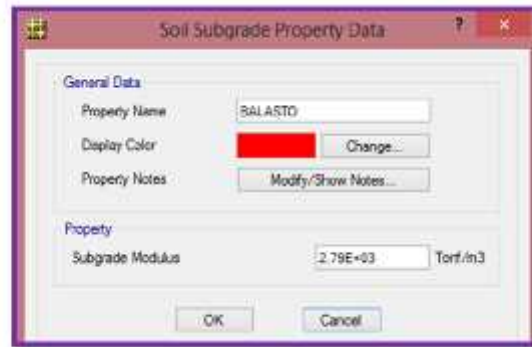 Soil Subgrade Property Data ? ×
General Data
Property Name BALASTO
Display Color Change...
Property Notes Modify/Show Notes...
Property
Subgrade Modulus 2.79E+03 Tonf/m3
OK Cancel